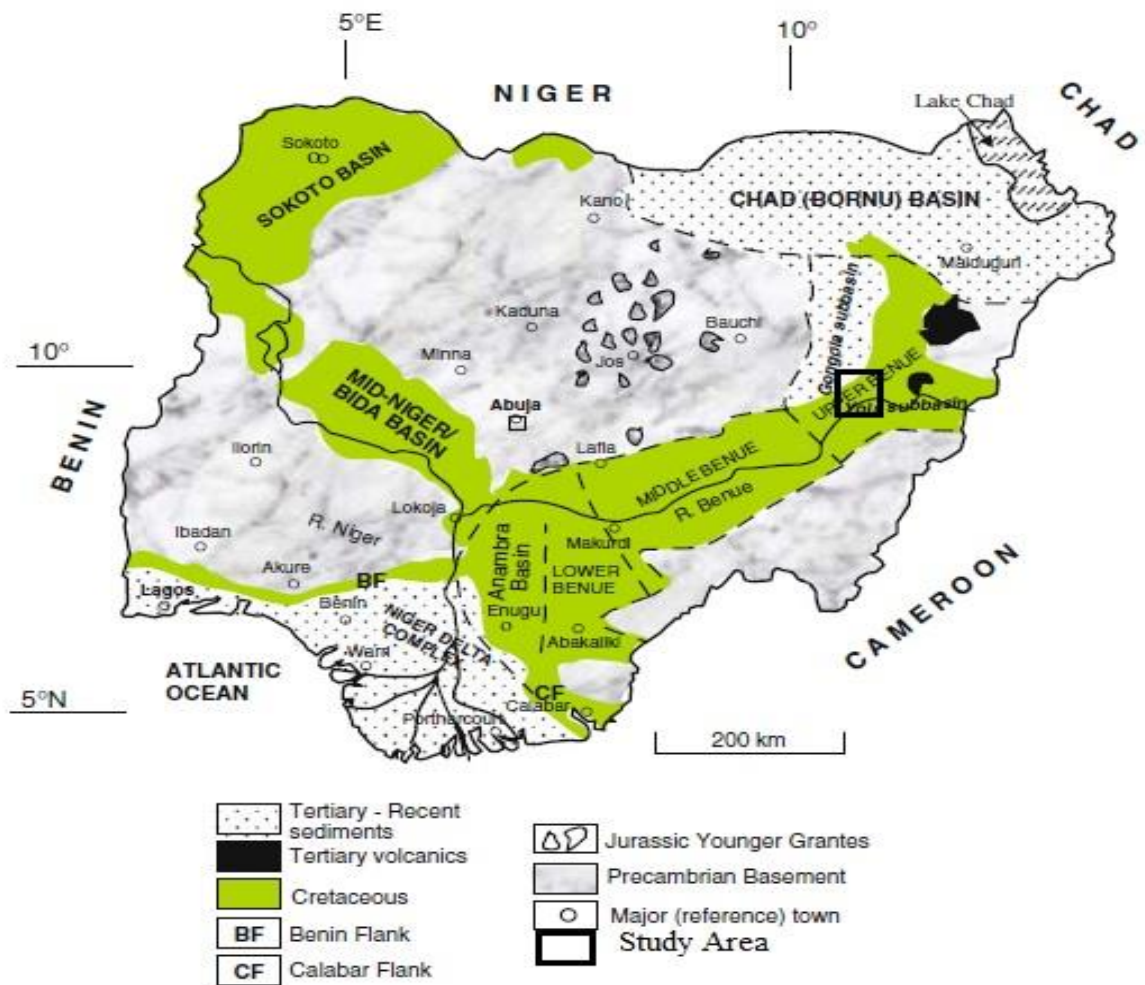 5°E
10°
NIGER
CHAD
Lake Chad
Sokoto
SOKOTO BASIN
Kano
CHAD (BORNU) BASIN
Maiduguri
Gongola subbasin
Kaduna
Bauchi
Minna
Jos
10°
MID-NIGER/
BIDA BASIN
Abuja
UPPER BENUE
Yola subbasin
BENIN
Ilorin
Lafia
MIDDLE BENUE
R. Benue
Lokoja
Ibadan
R. Niger
Makurdi
Anambra
Basin
Akure
BF
LOWER
BENUE
Lagos
Benin
Enugu
Abakaliki
NIGER DELTA
COMPLEX
Warri
CAMEROON
ATLANTIC
OCEAN
CF
Calabar
5°N
Portharcourt
200 km
Tertiary - Recent
sediments
Tertiary volcanics
Cretaceous
BF Benin Flank
CF Calabar Flank
Jurassic Younger Grantes
Precambrian Basement
Major (reference) town
Study Area